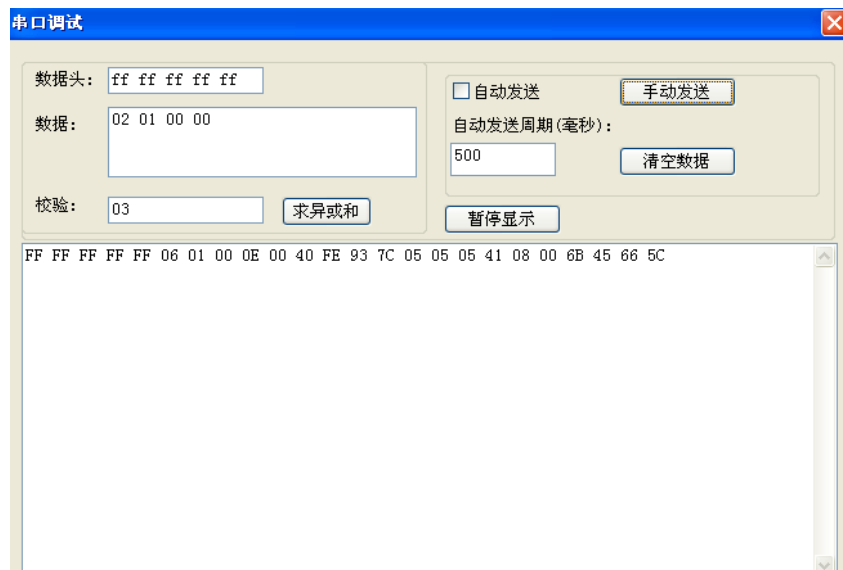 串口调试
数据头: ff ff ff ff ff
数据: 02 01 00 00
校验: 03 求异或和
自动发送 手动发送
自动发送周期(毫秒):
500 清空数据
暂停显示
FF FF FF FF FF 06 01 00 0E 00 40 FE 93 7C 05 05 05 41 08 00 6B 45 66 5C